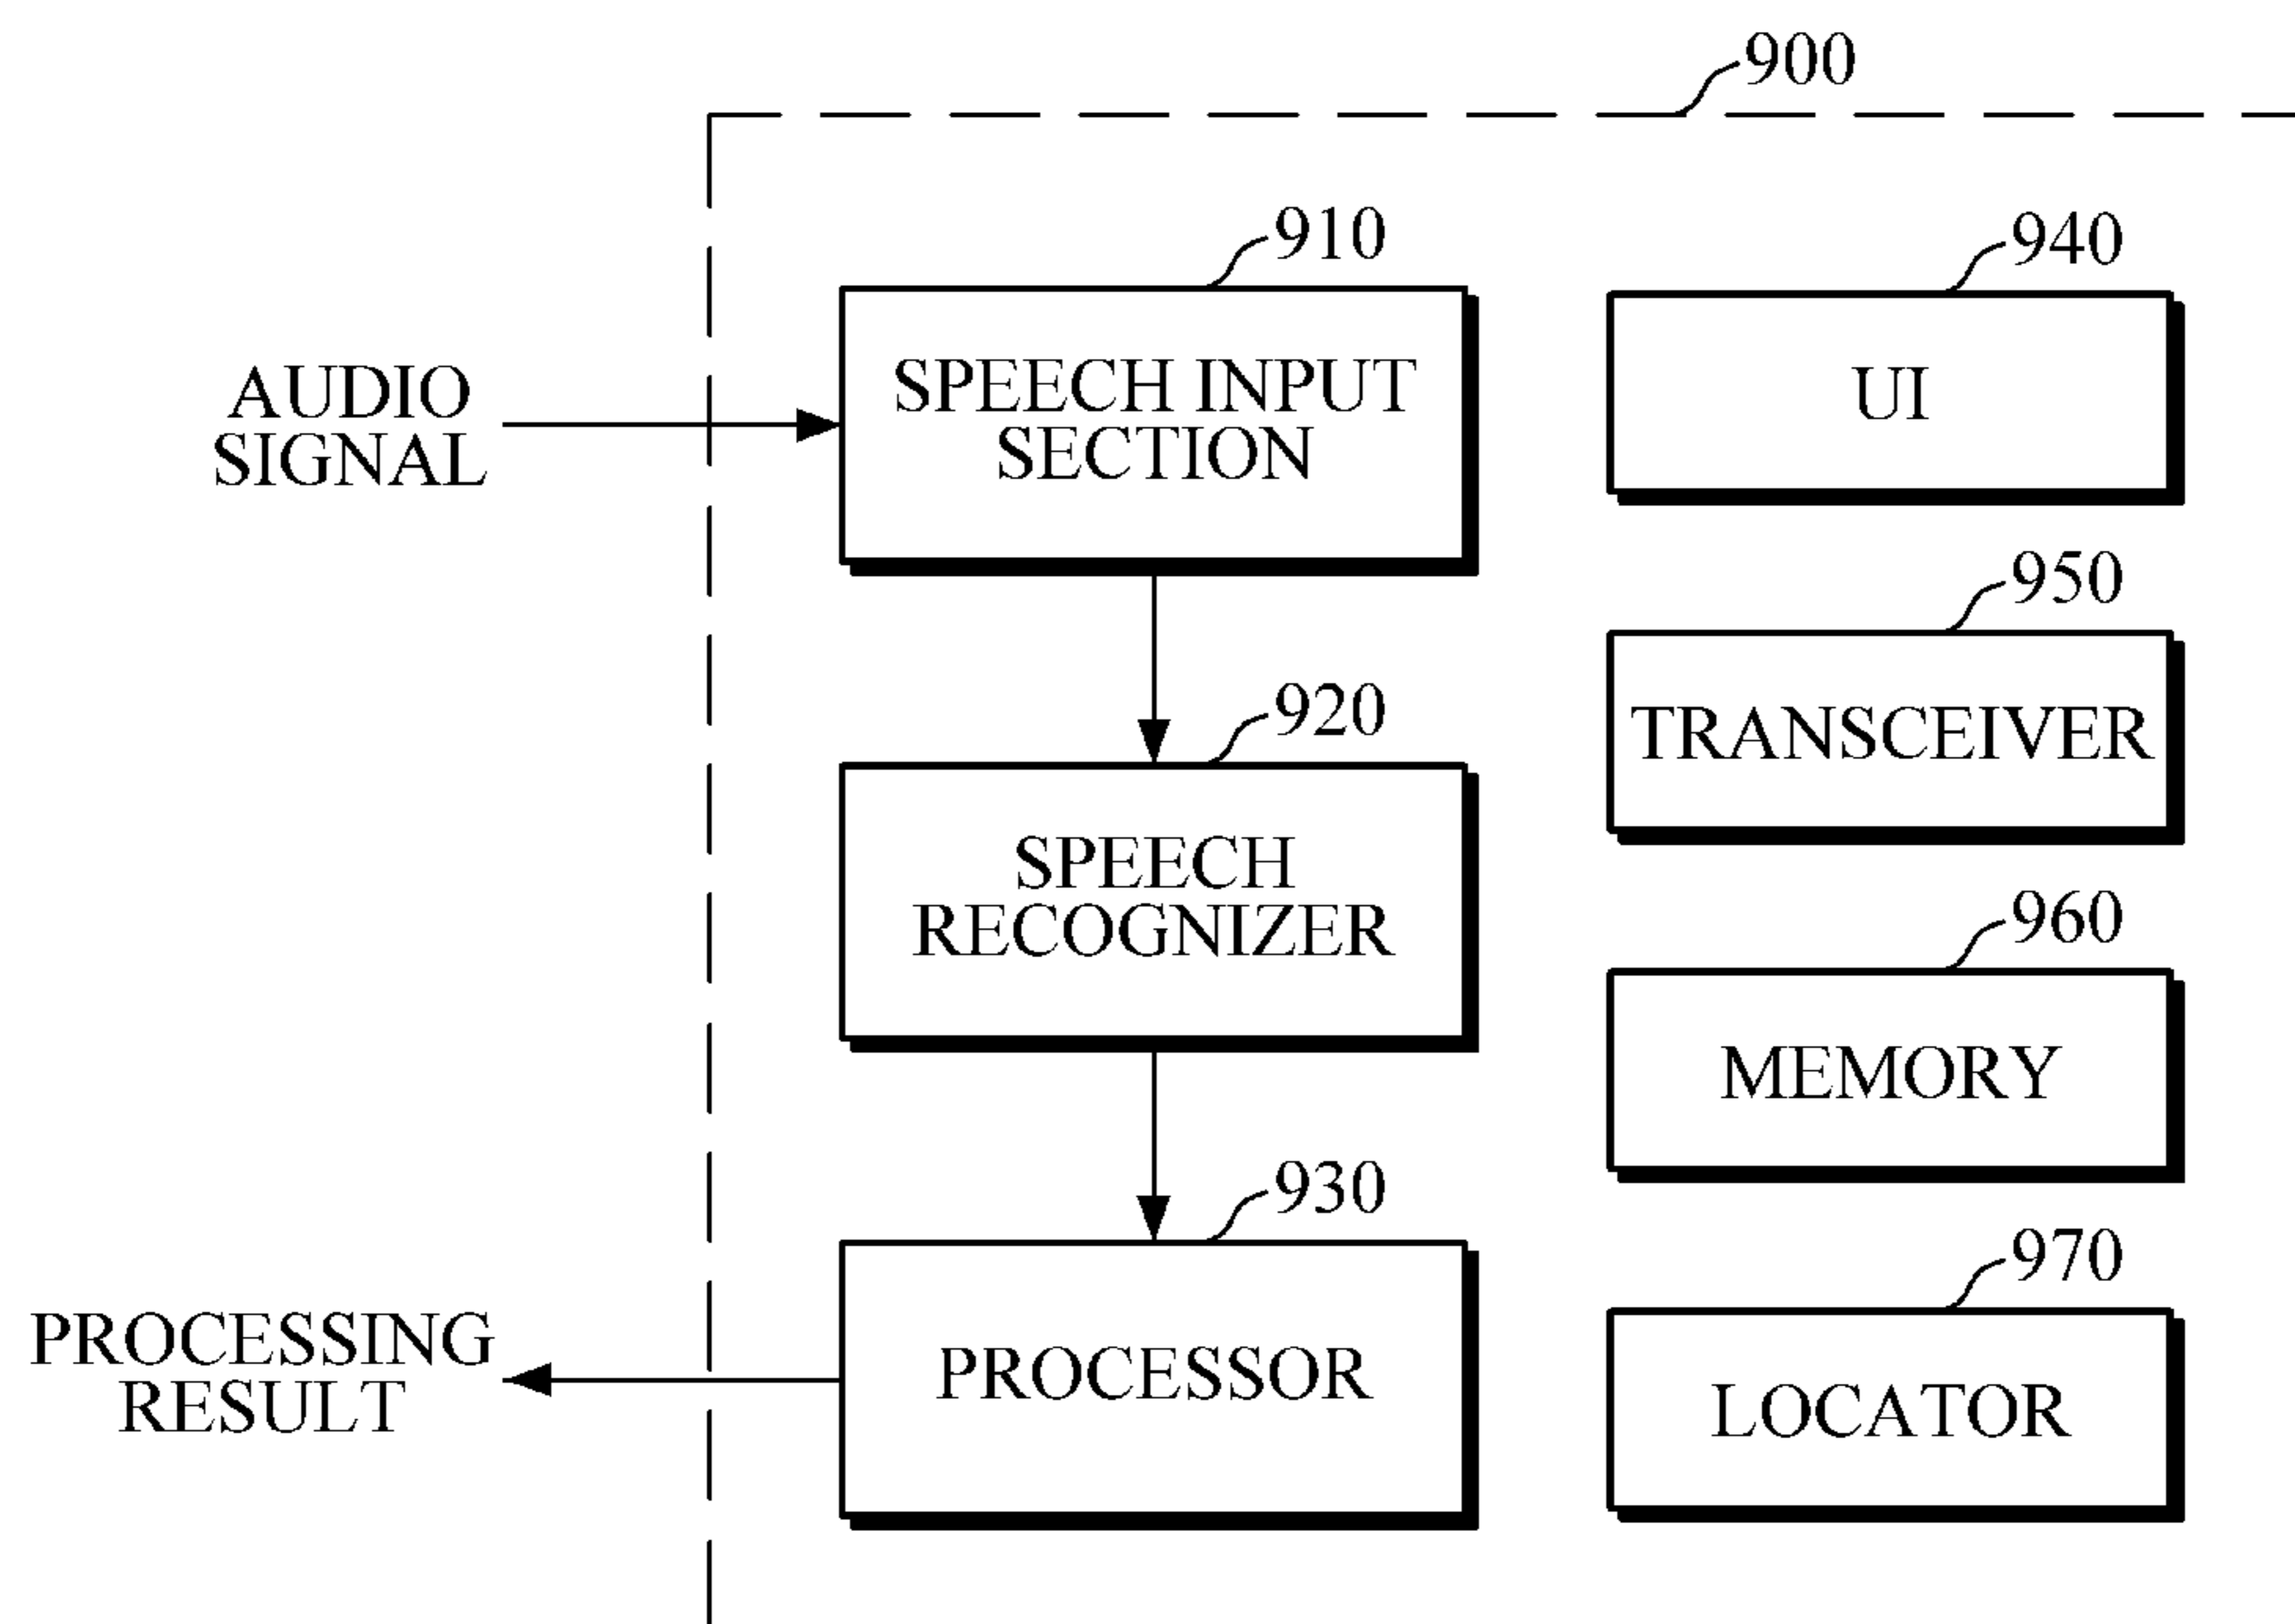 900
910
AUDIO
SIGNAL
SPEECH INPUT
SECTION
920
SPEECH
RECOGNIZER
930
PROCESSOR
PROCESSING
RESULT
940
UI
950
TRANSCEIVER
960
MEMORY
970
LOCATOR